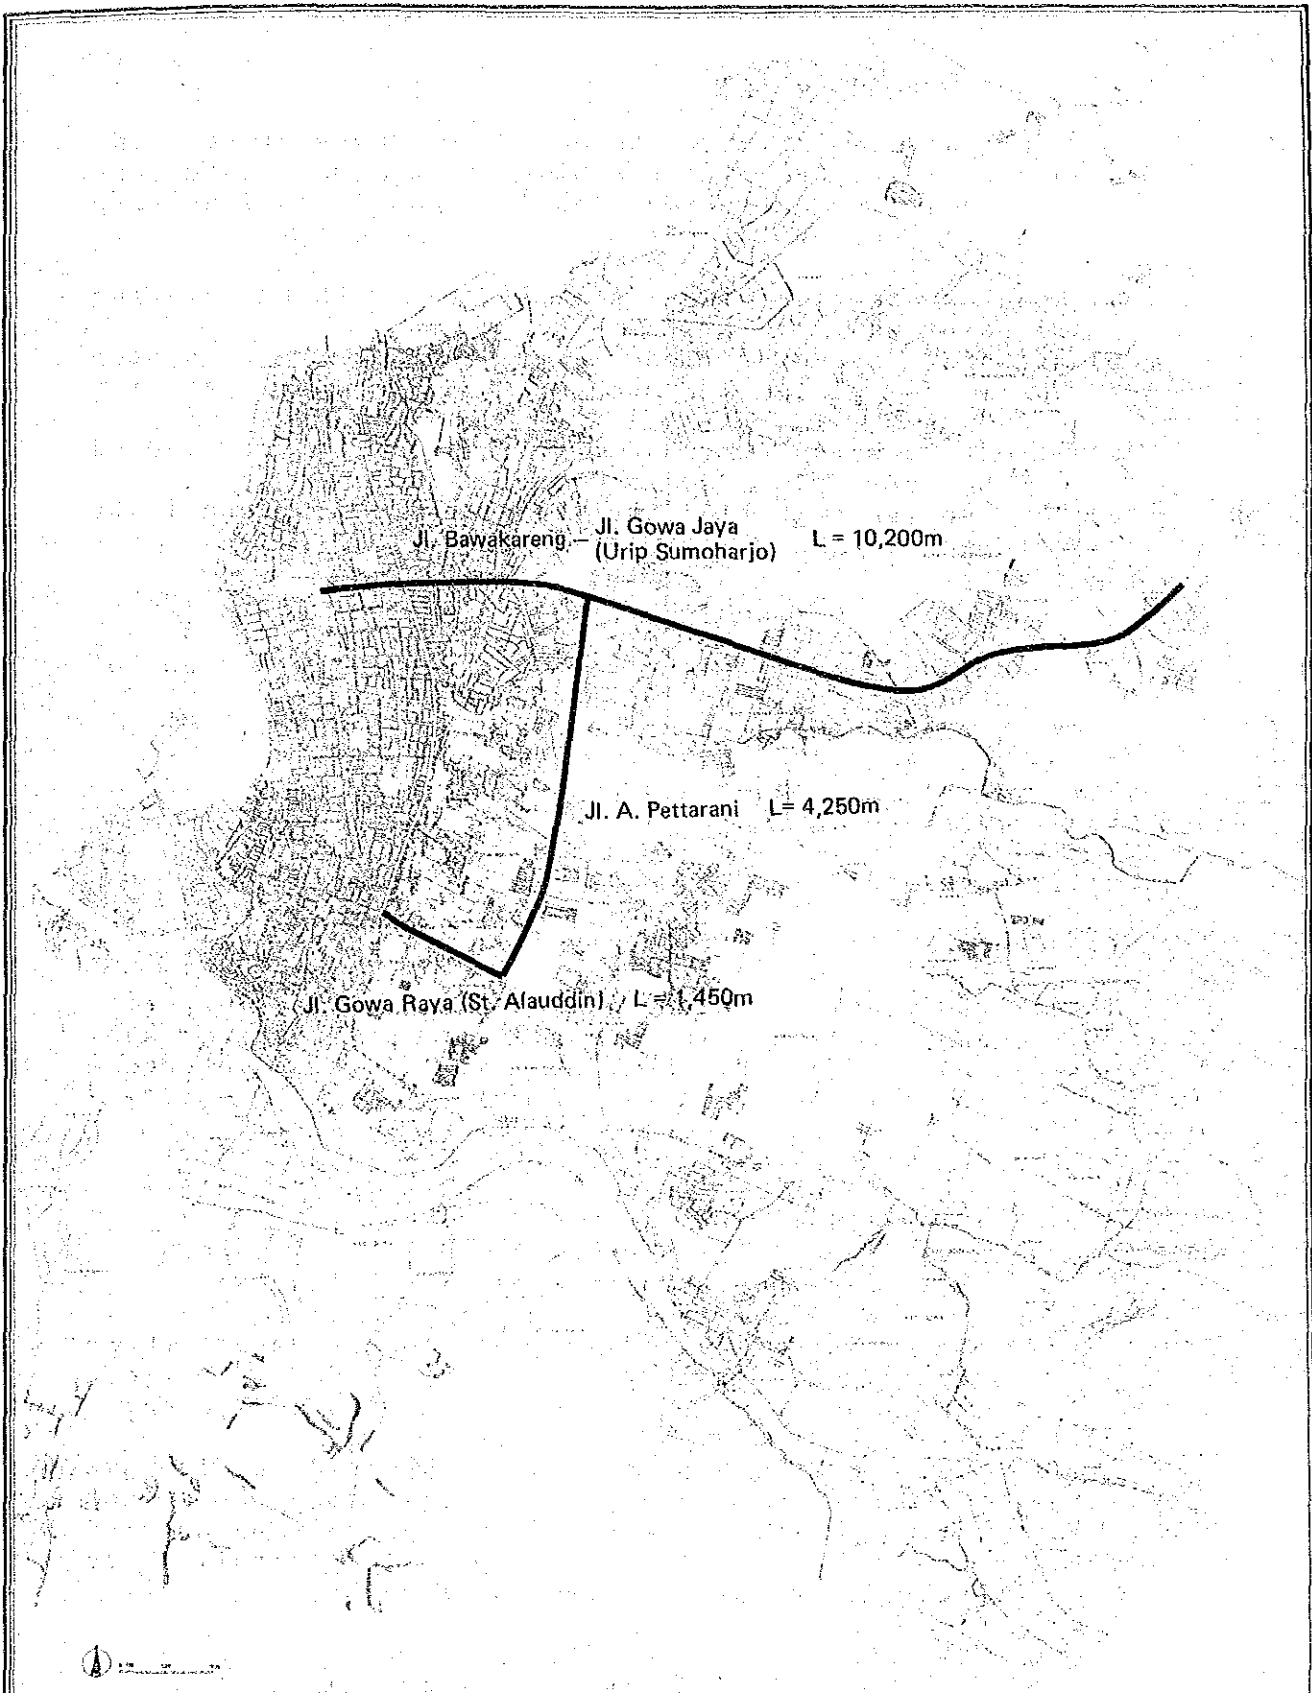 Jl. Bawakareng – Jl. Gowa Jaya
(Urip Sumoharjo) L = 10,200m
Jl. A. Pettarani L= 4,250m
Jl. Gowa Raya (St. Alauddin) L = 1,450m